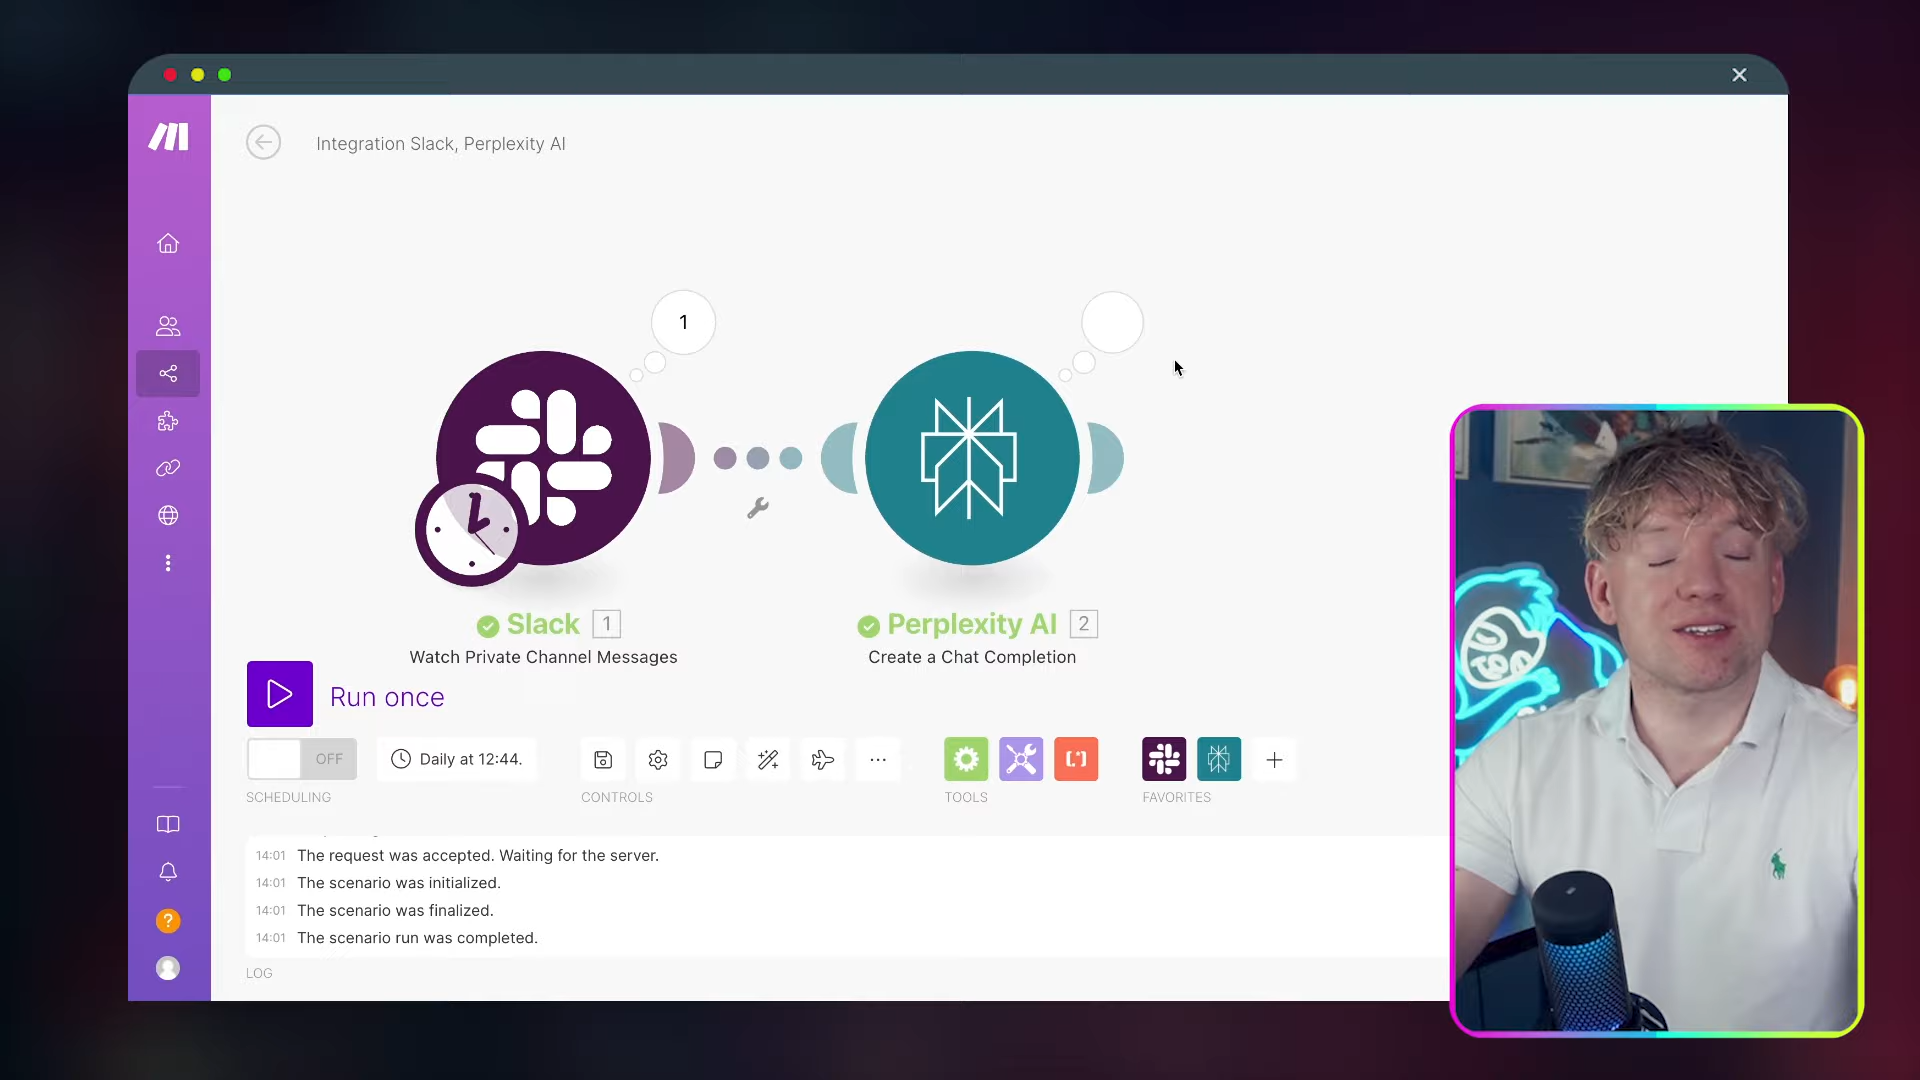 Integration Slack, Perplexity AI
1
Slack 1
Perplexity AI 2
Watch Private Channel Messages
Create a Chat Completion
Run once
OFF
Daily at 12:44.
SCHEDULING
CONTROLS
TOOLS
FAVORITES
14:01 The request was accepted. Waiting for the server.
14:01 The scenario was initialized.
14:01 The scenario was finalized.
14:01 The scenario run was completed.
LOG